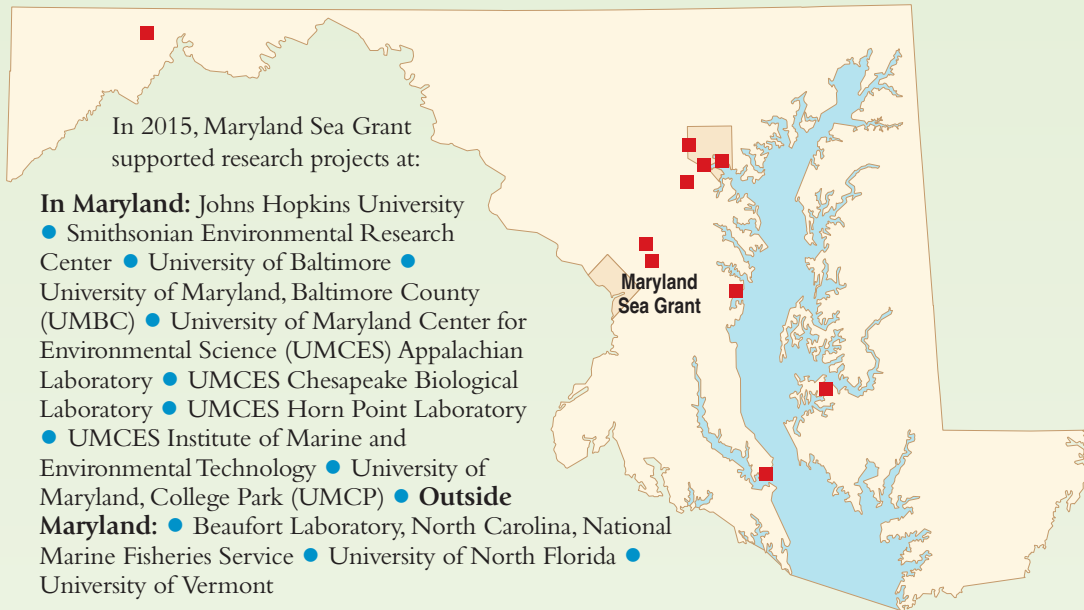 In 2015, Maryland Sea Grant
supported research projects at:
In Maryland: Johns Hopkins University
● Smithsonian Environmental Research
Center ● University of Baltimore ●
University of Maryland, Baltimore County
(UMBC) ● University of Maryland Center for
Environmental Science (UMCES) Appalachian
Laboratory ● UMCES Chesapeake Biological
Laboratory ● UMCES Horn Point Laboratory
● UMCES Institute of Marine and
Environmental Technology ● University of
Maryland, College Park (UMCP) ● Outside
Maryland: ● Beaufort Laboratory, North Carolina, National
Marine Fisheries Service ● University of North Florida ●
University of Vermont
Maryland
Sea Grant